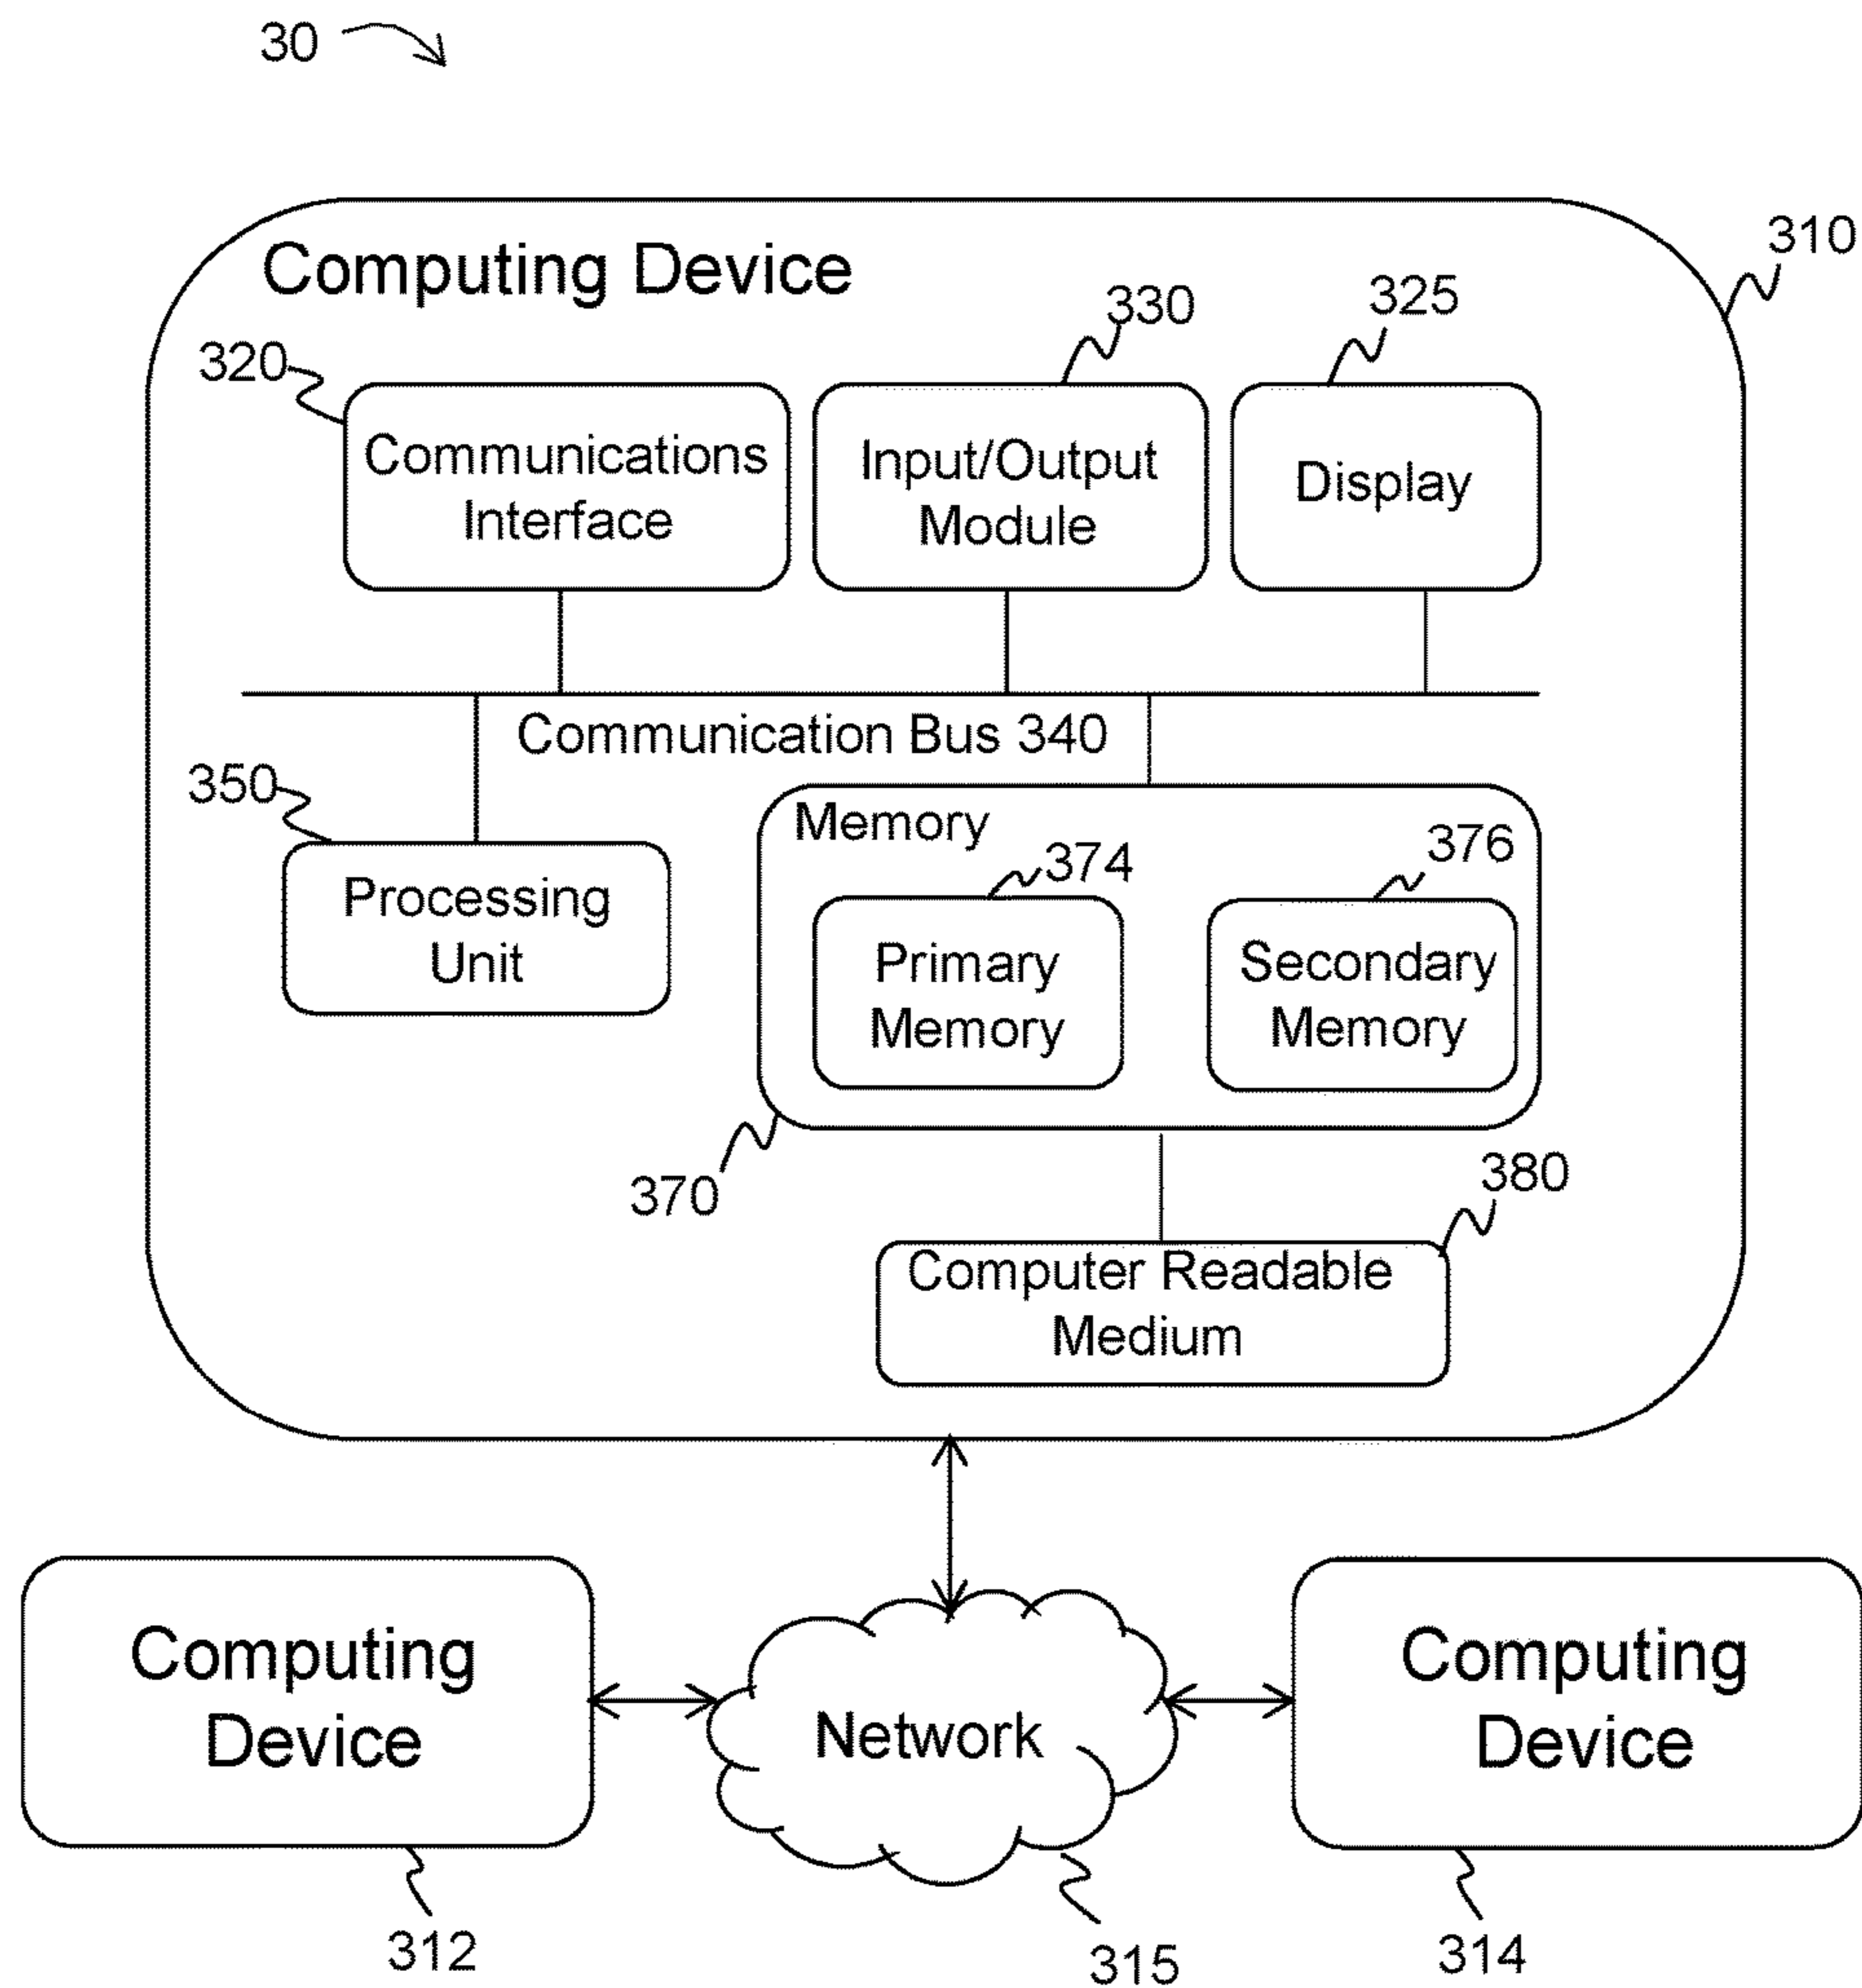 30
310
Computing Device
330
325
320
Communications
Interface
Input/Output
Module
Display
Communication Bus 340
350
Processing
Unit
Memory
374
376
Primary
Memory
Secondary
Memory
370
380
Computer Readable
Medium
Computing
Device
Network
Computing
Device
312
315
314